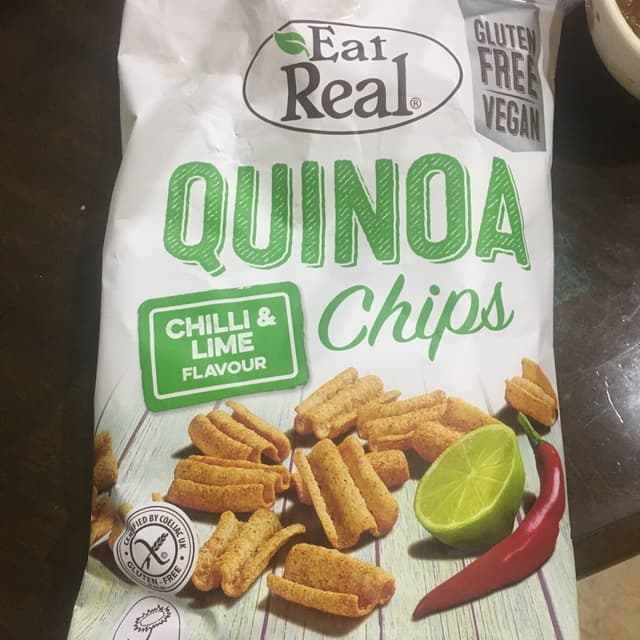 Eat
Real®
GLUTEN
FREE
VEGAN
QUINOA
Chips
CHILLI &
LIME
FLAVOUR
CERTIFIED BY COELIAC UK
GLUTEN-FREE